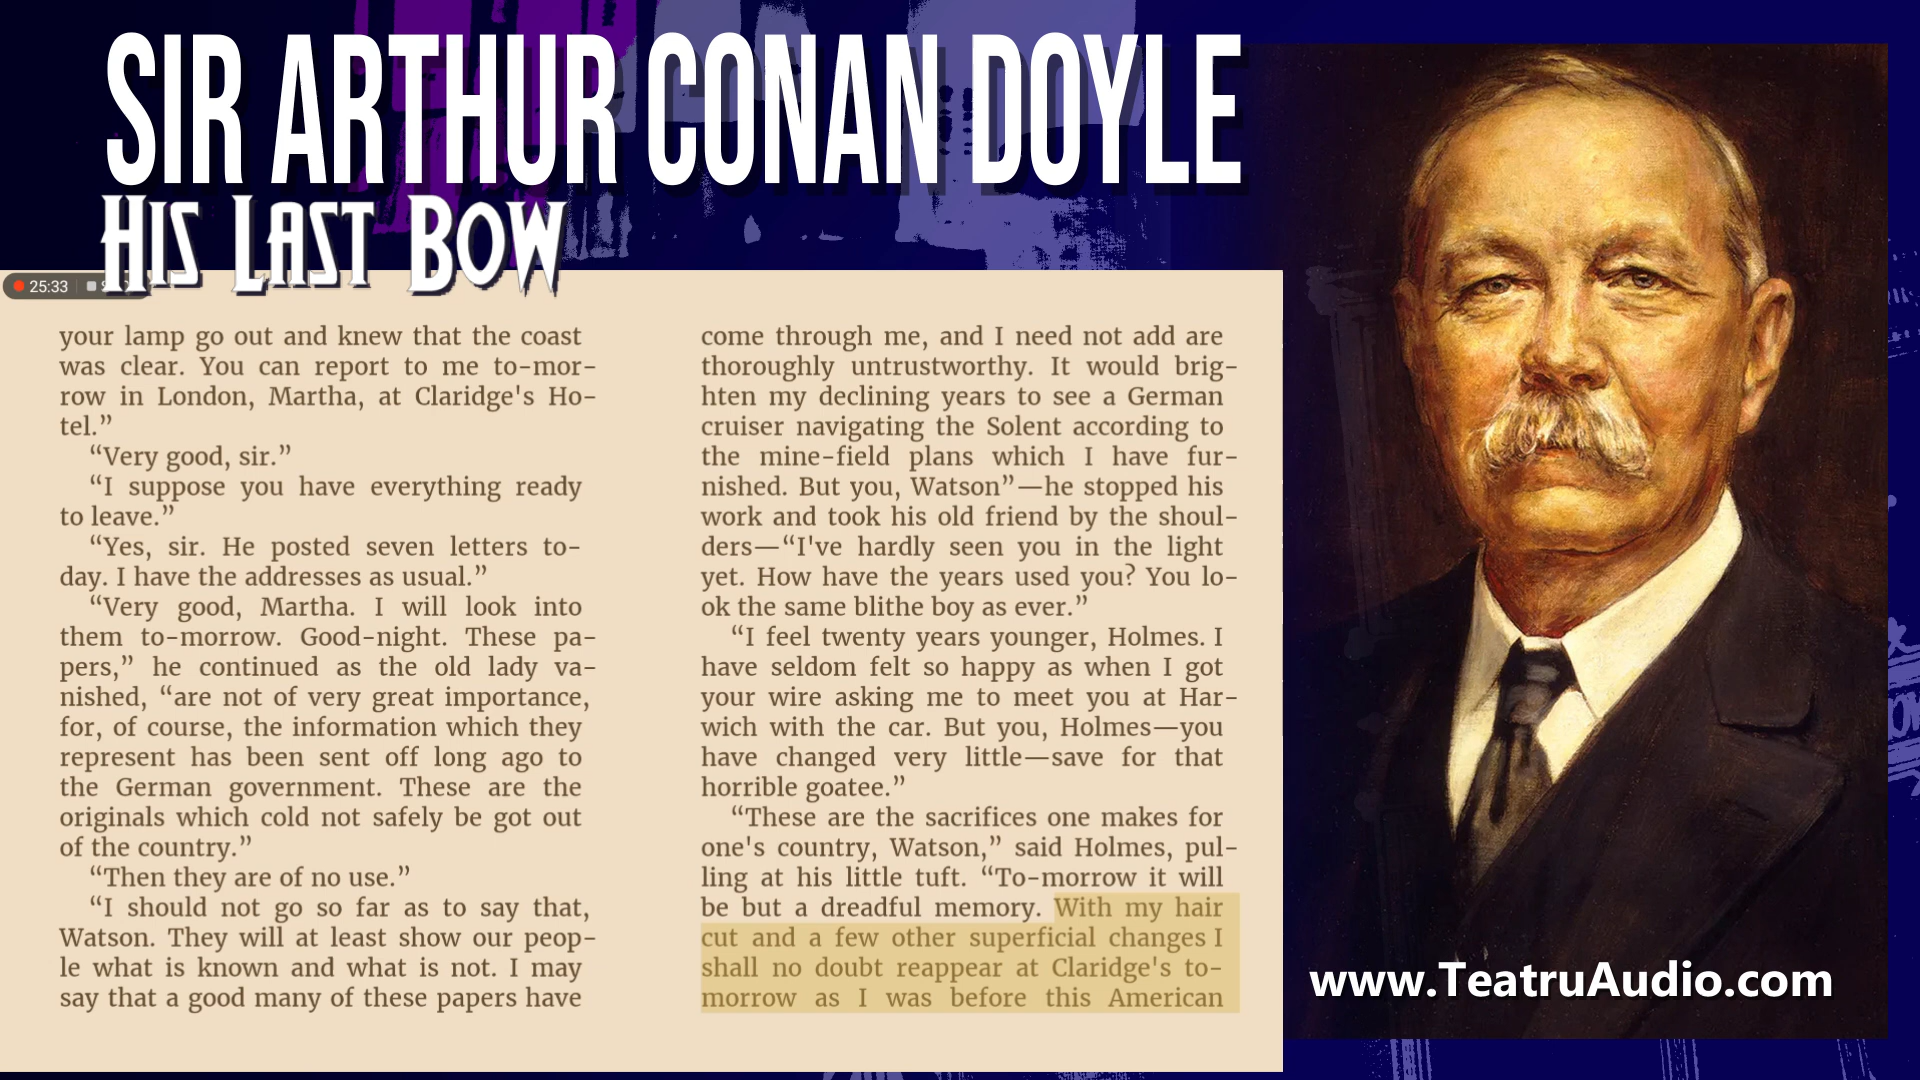 SIR ARTHUR CONAN DOYLE
HIS LAST BOW
25:33
your lamp go out and knew that the coast
was clear. You can report to me to-mor-
row in London, Martha, at Claridge's Ho-
tel.”
“Very good, sir.”
“I suppose you have everything ready
to leave.”
“Yes, sir. He posted seven letters to-
day. I have the addresses as usual.”
“Very good, Martha. I will look into
them to-morrow. Good-night. These pa-
pers,” he continued as the old lady va-
nished, “are not of very great importance,
for, of course, the information which they
represent has been sent off long ago to
the German government. These are the
originals which cold not safely be got out
of the country.”
“Then they are of no use.”
“I should not go so far as to say that,
Watson. They will at least show our peop-
le what is known and what is not. I may
say that a good many of these papers have
come through me, and I need not add are
thoroughly untrustworthy. It would brig-
hten my declining years to see a German
cruiser navigating the Solent according to
the mine-field plans which I have fur-
nished. But you, Watson”—he stopped his
work and took his old friend by the shoul-
ders—“I've hardly seen you in the light
yet. How have the years used you? You lo-
ok the same blithe boy as ever.”
“I feel twenty years younger, Holmes. I
have seldom felt so happy as when I got
your wire asking me to meet you at Har-
wich with the car. But you, Holmes—you
have changed very little—save for that
horrible goatee.”
“These are the sacrifices one makes for
one's country, Watson,” said Holmes, pul-
ling at his little tuft. “To-morrow it will
be but a dreadful memory. With my hair
cut and a few other superficial changes I
shall no doubt reappear at Claridge's to-
morrow as I was before this American
www.TeatruAudio.com